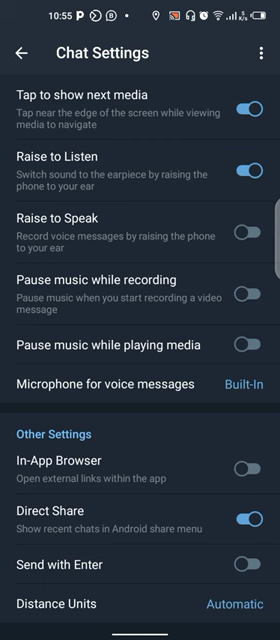 10:55
Chat Settings
Tap to show next media
Tap near the edge of the screen while viewing
media to navigate
Raise to Listen
Switch sound to the earpiece by raising the
phone to your ear
Raise to Speak
Record voice messages by raising the phone
to your ear
Pause music while recording
Pause music when you start recording a video
message
Pause music while playing media
Microphone for voice messages Built-In
Other Settings
In-App Browser
Open external links within the app
Direct Share
Show recent chats in Android share menu
Send with Enter
Distance Units Automatic